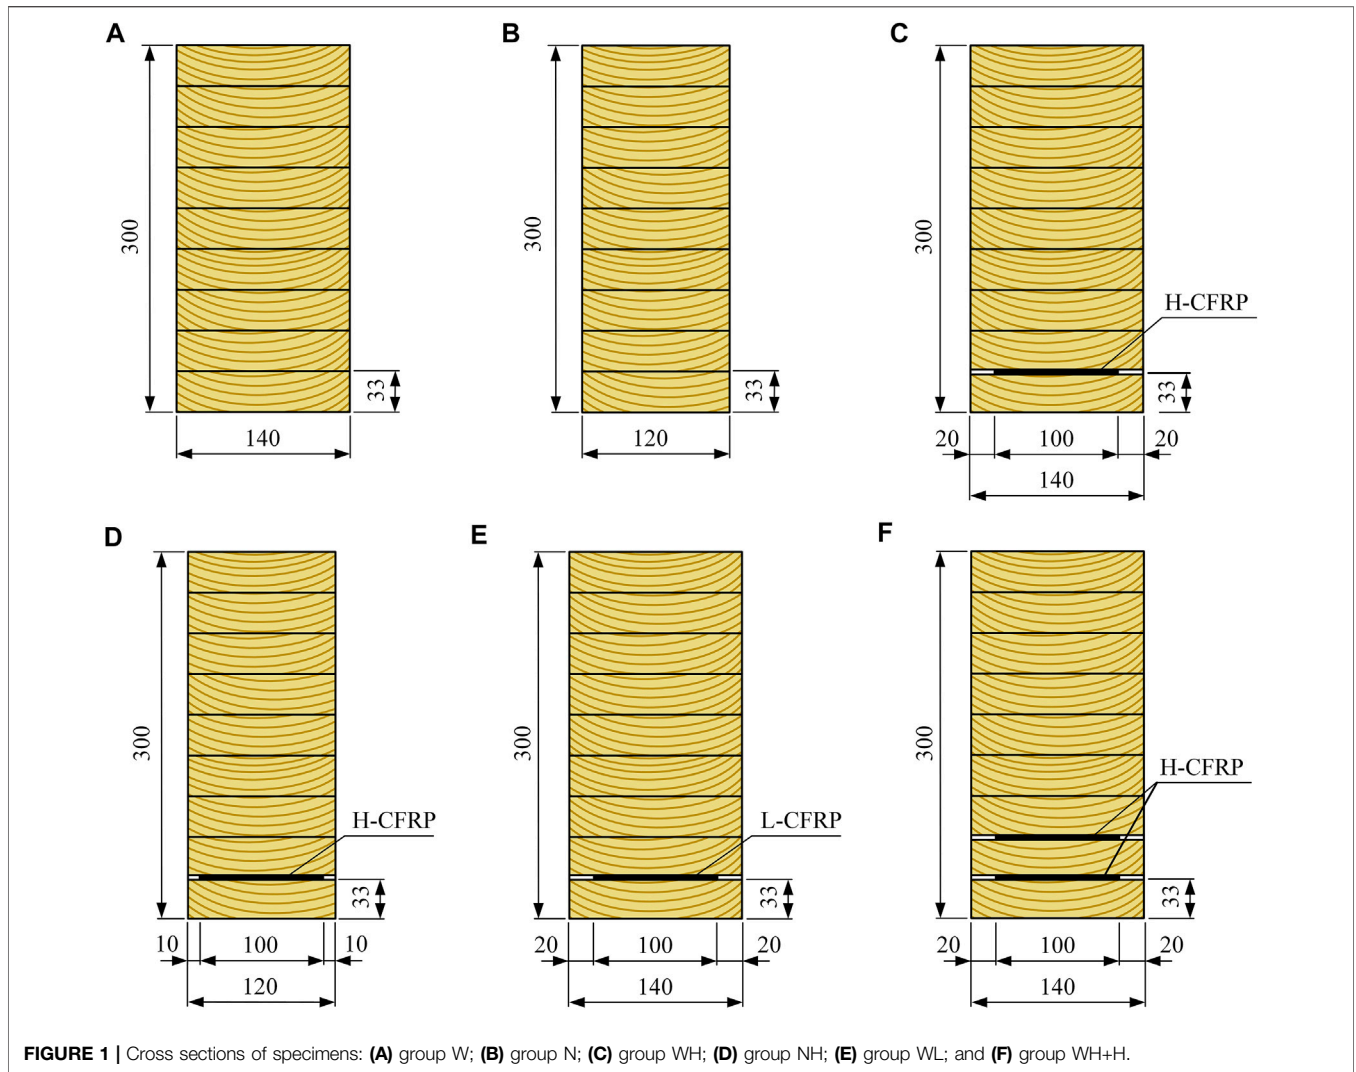 A
B
C
300
300
300
H-CFRP
33
33
33
140
120
20 100 20
140
D
E
F
300
300
300
H-CFRP
H-CFRP
L-CFRP
33
33
33
10 100 10
20 100 20
20 100 20
120
140
140
FIGURE 1 | Cross sections of specimens: (A) group W; (B) group N; (C) group WH; (D) group NH; (E) group WL; and (F) group WH+H.